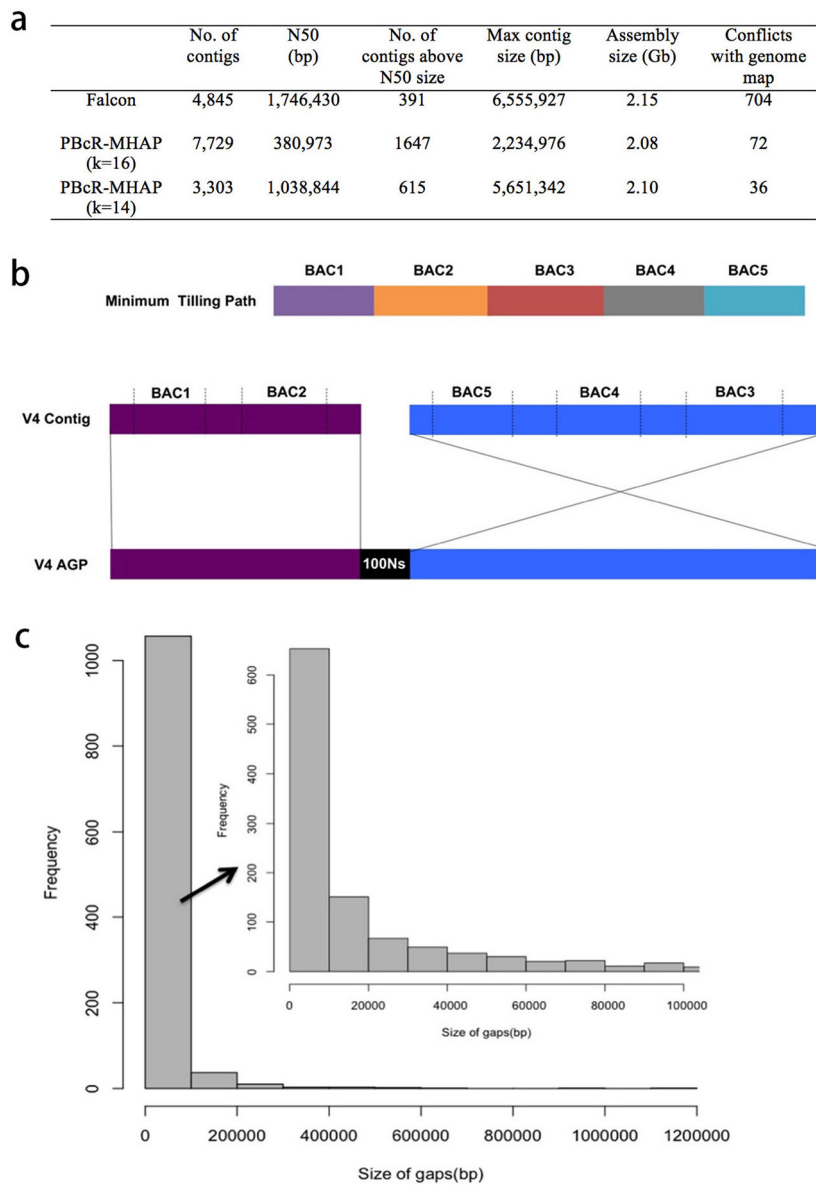 a
No. of contigs N50 (bp) No. of contigs above N50 size Max contig size (bp) Assembly size (Gb) Conflicts with genome map
Falcon 4,845 1,746,430 391 6,555,927 2.15 704
PBcR-MHAP (k=16) 7,729 380,973 1647 2,234,976 2.08 72
PBcR-MHAP (k=14) 3,303 1,038,844 615 5,651,342 2.10 36
b
BAC1 BAC2 BAC3 BAC4 BAC5
Minimum Tilling Path
BAC1 BAC2 BAC5 BAC4 BAC3
V4 Contig
V4 AGP 100Ns
c
Frequency
0 200 400 600 800 1000
0 200000 400000 600000 800000 1000000 1200000
Size of gaps(bp)
Frequency
0 100 200 300 400 500 600
0 20000 40000 60000 80000 100000
Size of gaps(bp)